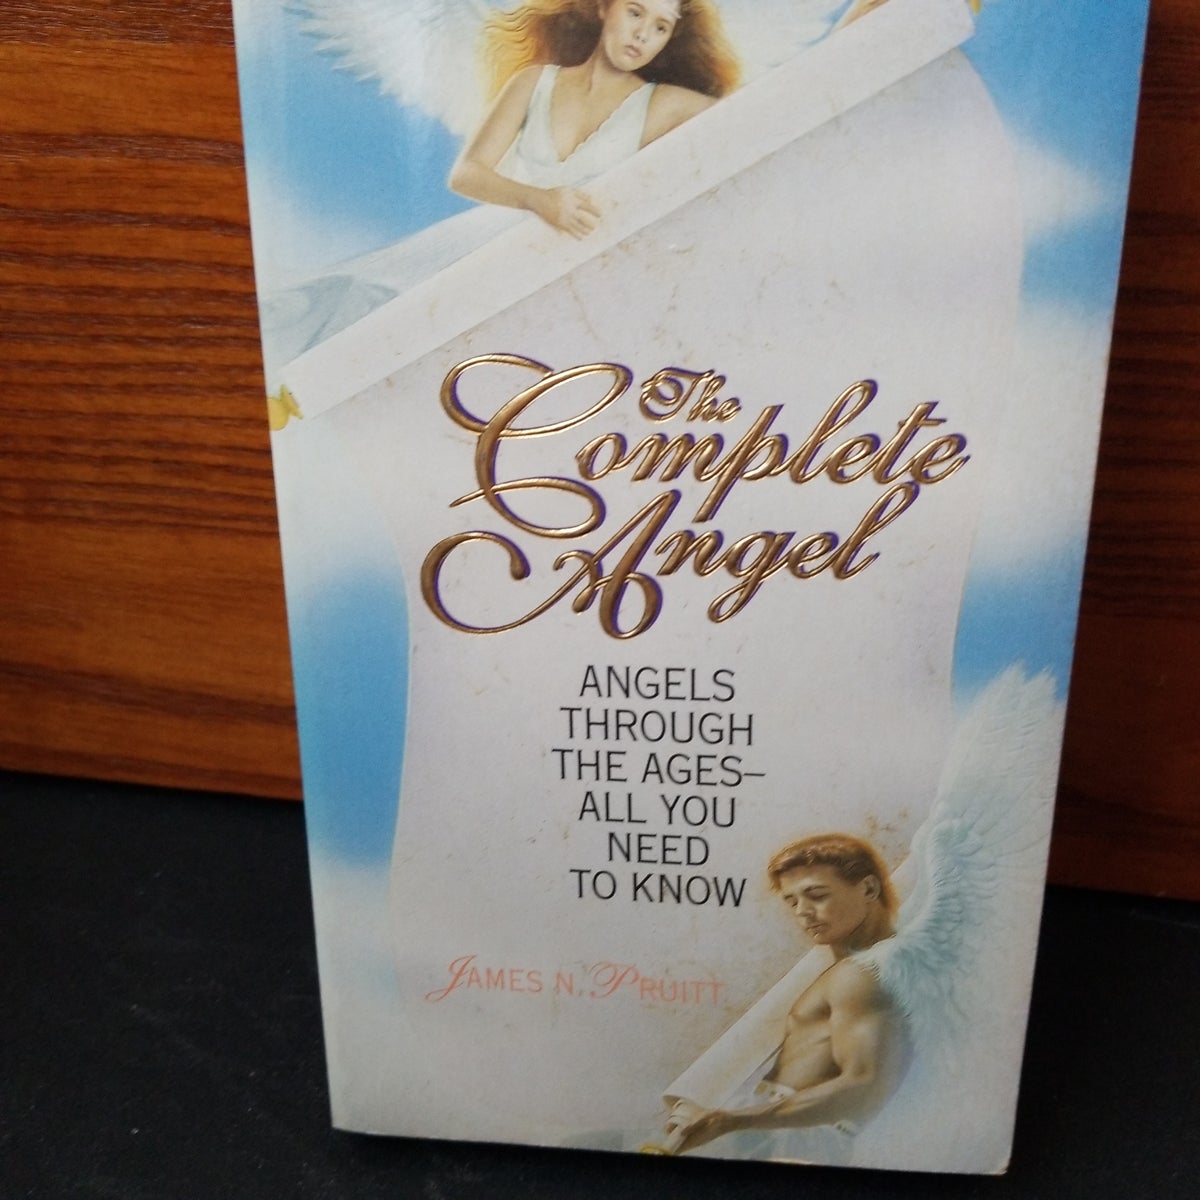 The
Complete
Angel
ANGELS
THROUGH
THE AGES–
ALL YOU
NEED
TO KNOW
JAMES N. PRUITT